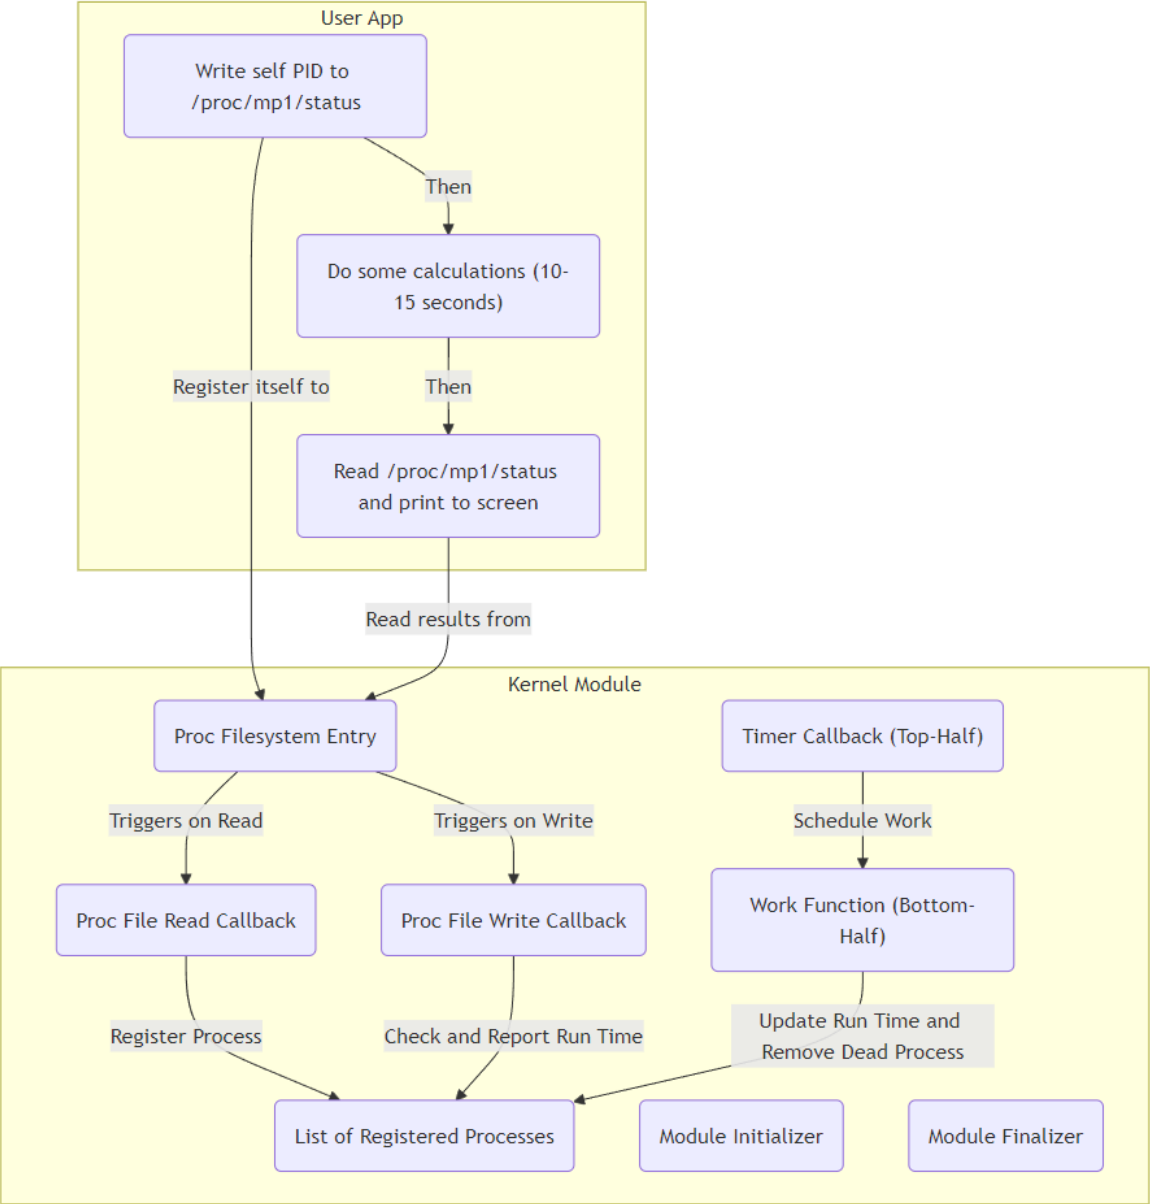 User App
Write self PID to
/proc/mp1/status
Then
Do some calculations (10-
15 seconds)
Register itself to
Then
Read /proc/mp1/status
and print to screen
Read results from
Kernel Module
Proc Filesystem Entry
Timer Callback (Top-Half)
Triggers on Read
Triggers on Write
Schedule Work
Proc File Read Callback
Proc File Write Callback
Work Function (Bottom-
Half)
Register Process
Check and Report Run Time
Update Run Time and
Remove Dead Process
List of Registered Processes
Module Initializer
Module Finalizer